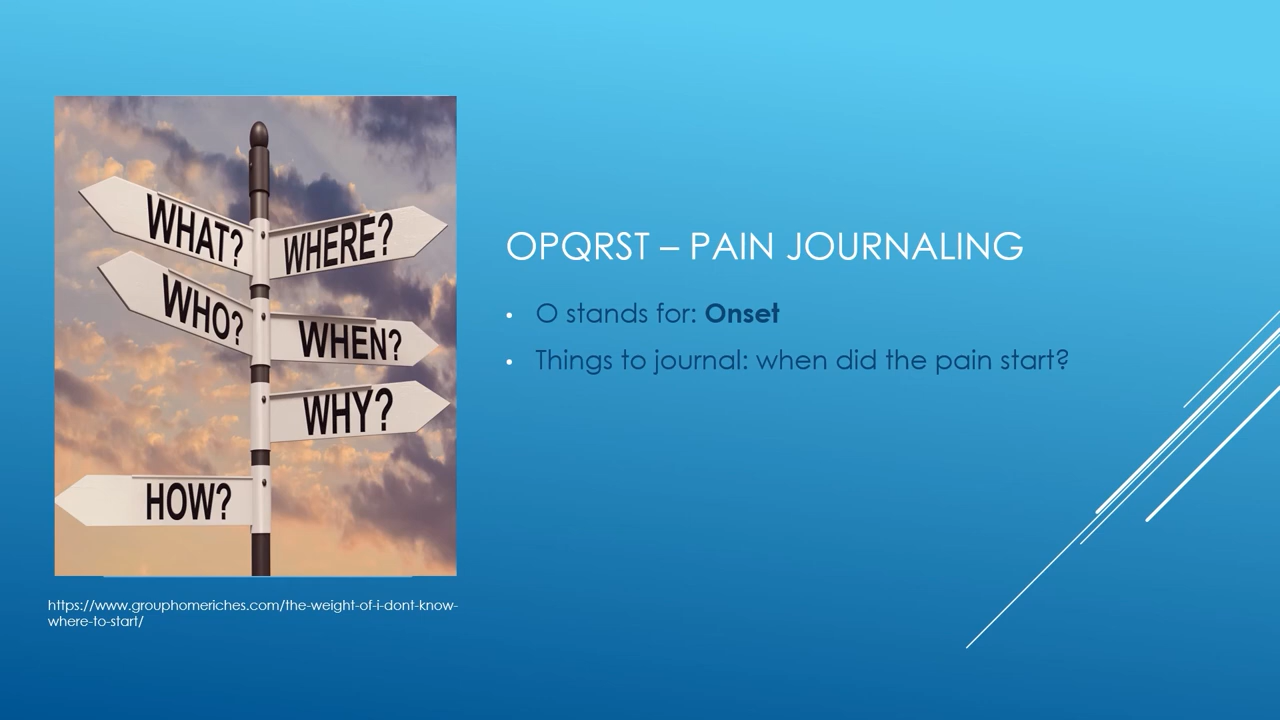 WHAT?
WHERE?
WHO?
WHEN?
WHY?
HOW?
https://www.grouphomeriches.com/the-weight-of-i-dont-know-
where-to-start/
OPQRST – PAIN JOURNALING
• O stands for: Onset
• Things to journal: when did the pain start?